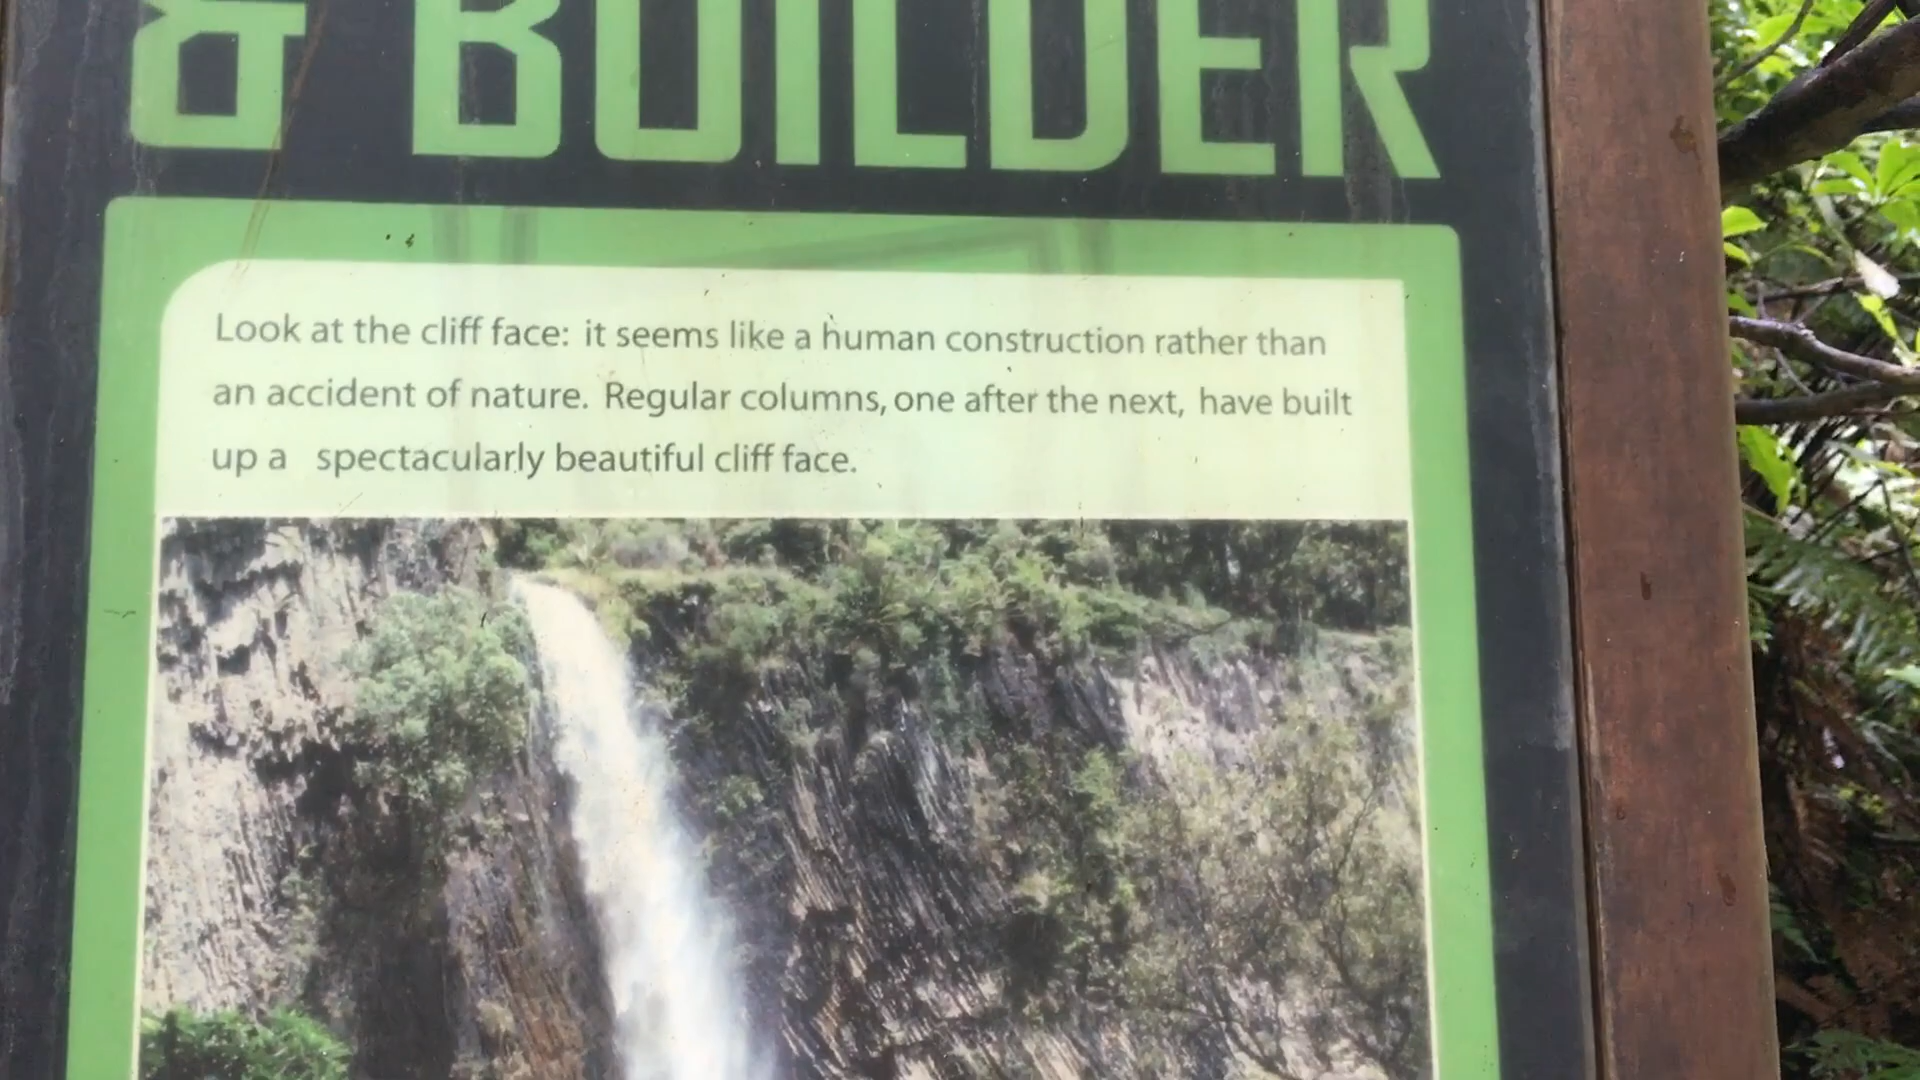 & BUILDER
Look at the cliff face: it seems like a human construction rather than
an accident of nature. Regular columns, one after the next, have built
up a spectacularly beautiful cliff face.